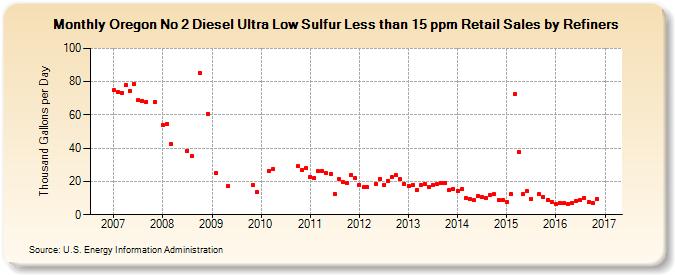 Monthly Oregon No 2 Diesel Ultra Low Sulfur Less than 15 ppm Retail Sales by Refiners
Thousand Gallons per Day
100
80
60
40
20
0
2007 2008 2009 2010 2011 2012 2013 2014 2015 2016 2017
Source: U.S. Energy Information Administration